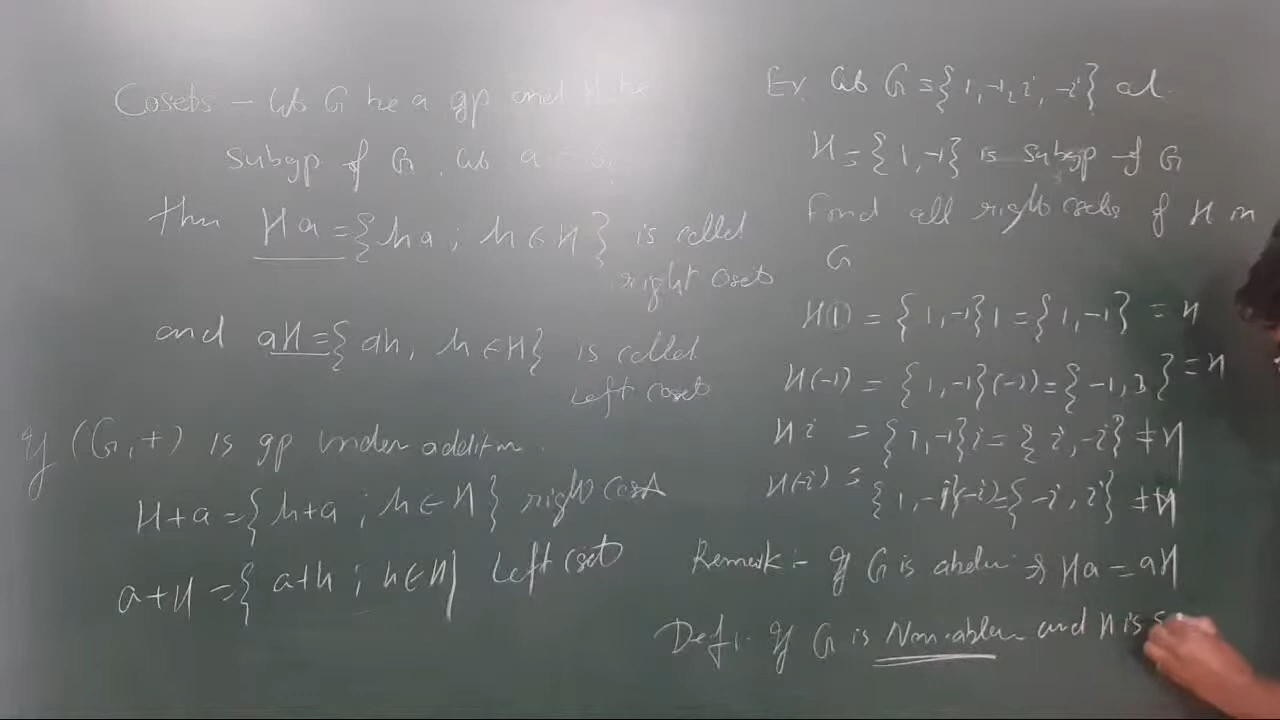 Cosets - Let G be a gp and H be
subgp of G. Let a ∈ G,
then Ha = {ha ; h ∈ H} is called
right coset
and aH = {ah, h ∈ H} is called
left coset
If (G, +) is gp under addition.
H+a = {h+a ; h ∈ H} right coset
a+H = {a+h ; h ∈ H} left coset
Ex. Let G = {1, -1, i, -i} at
H = {1, -1} is subgp of G
Find all right cosets of H in
G
H(1) = {1, -1}1 = {1, -1} = H
H(-1) = {1, -1}(-1) = {-1, 1} = H
Hi = {1, -1}i = {i, -i} ≠ H
H(-i) = {1, -1}(-i) = {-i, i} ≠ H
Remark :- If G is abelian ⇒ Ha = aH
Def :- If G is Non-abelian and H is